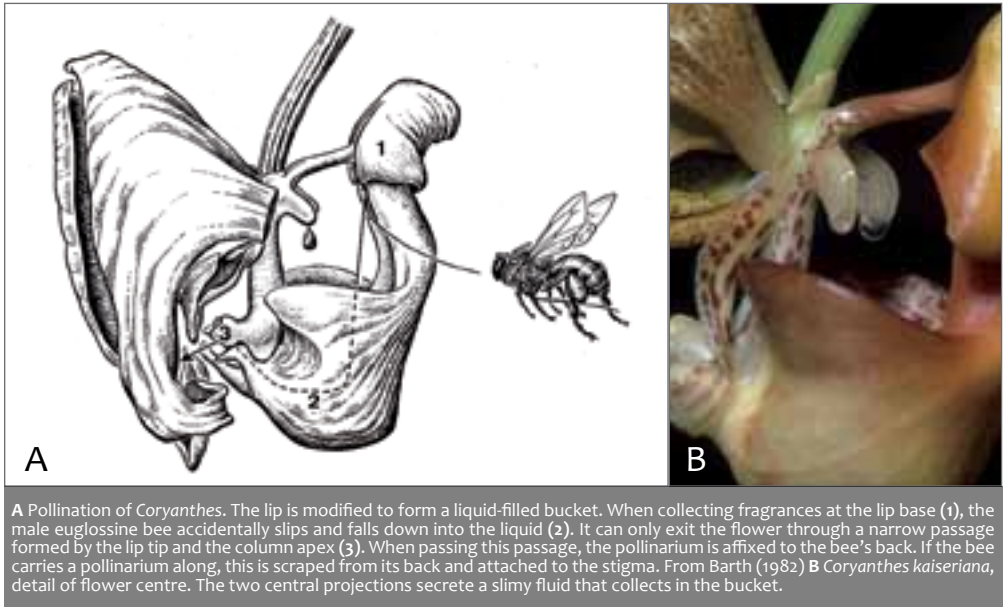 1
3
2
A
B
A Pollination of Coryanthes. The lip is modified to form a liquid-filled bucket. When collecting fragrances at the lip base (1), the
male euglossine bee accidentally slips and falls down into the liquid (2). It can only exit the flower through a narrow passage
formed by the lip tip and the column apex (3). When passing this passage, the pollinarium is affixed to the bee's back. If the bee
carries a pollinarium along, this is scraped from its back and attached to the stigma. From Barth (1982) B Coryanthes kaiseriana,
detail of flower centre. The two central projections secrete a slimy fluid that collects in the bucket.